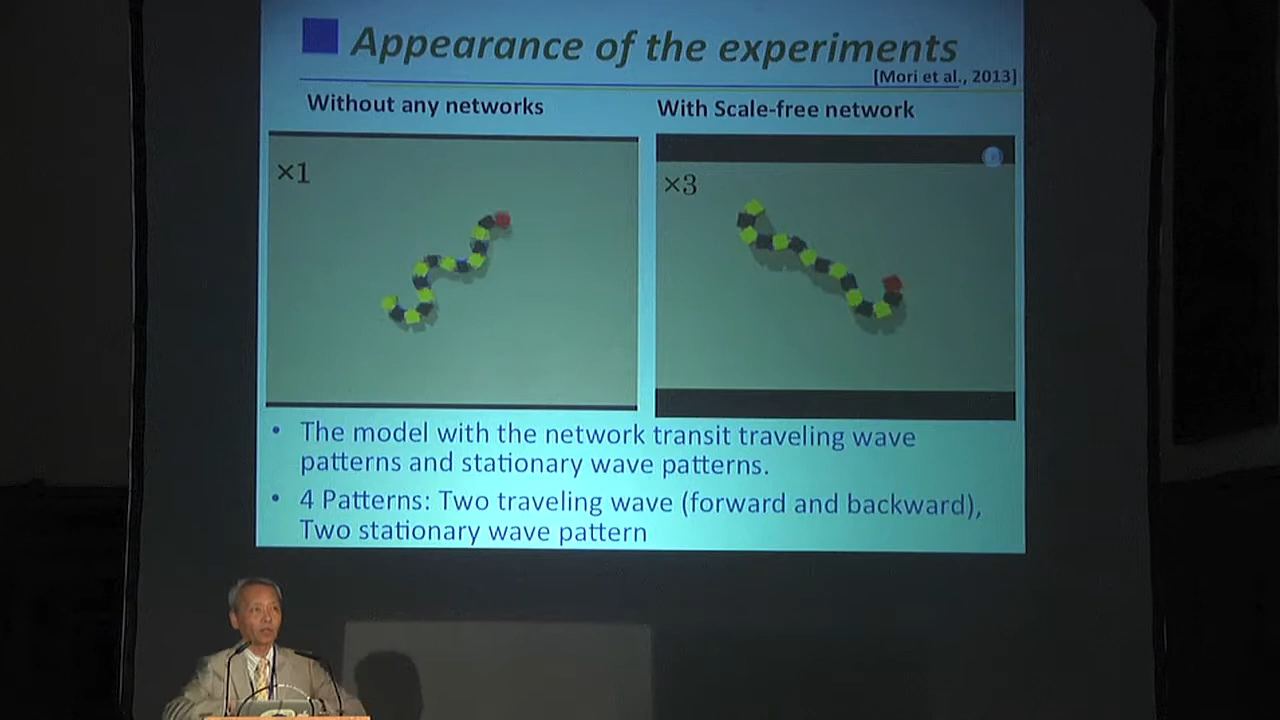 Appearance of the experiments
[Mori et al., 2013]
Without any networks
With Scale-free network
×1
×3
• The model with the network transit traveling wave
patterns and stationary wave patterns.
• 4 Patterns: Two traveling wave (forward and backward),
Two stationary wave pattern